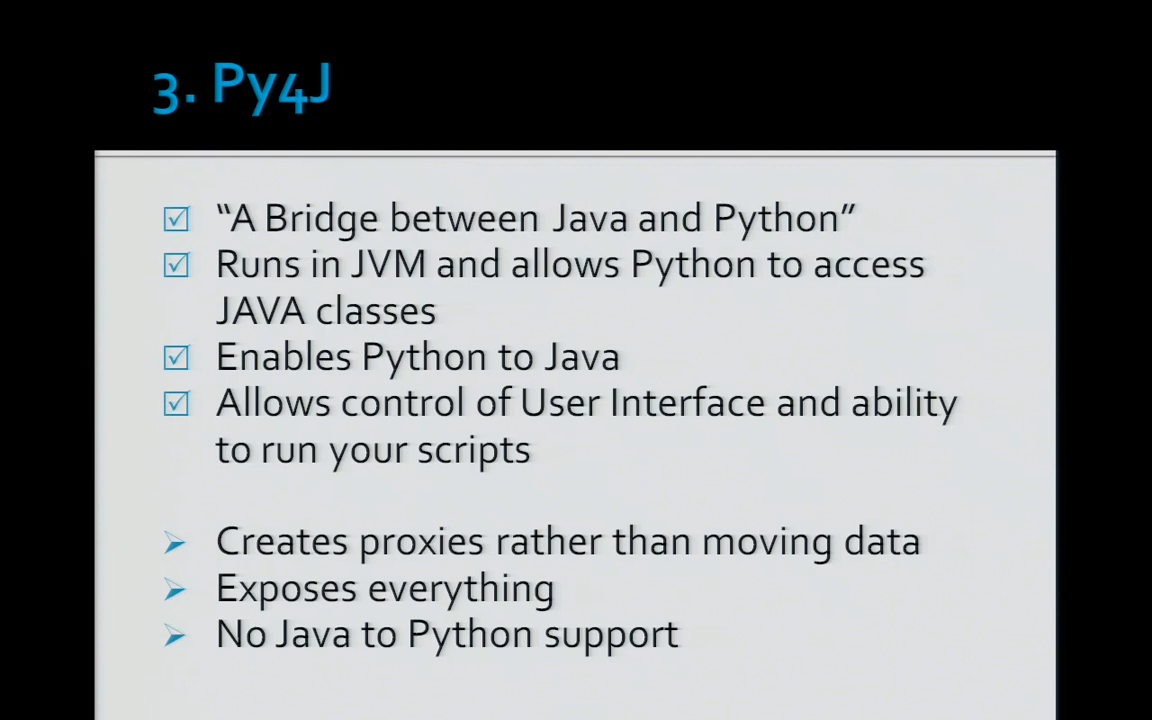 3. Py4J
“A Bridge between Java and Python”
Runs in JVM and allows Python to access
JAVA classes
Enables Python to Java
Allows control of User Interface and ability
to run your scripts
Creates proxies rather than moving data
Exposes everything
No Java to Python support